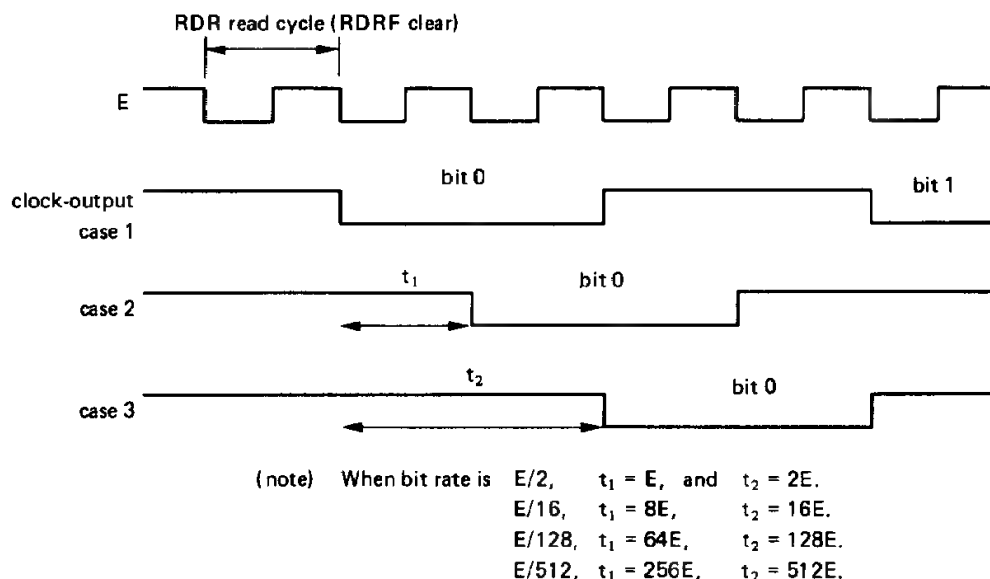 RDR read cycle (RDRF clear)
E
bit 0
bit 1
clock-output
case 1
t₁
bit 0
case 2
t₂
bit 0
case 3
(note) When bit rate is E/2, t₁ = E, and t₂ = 2E.
E/16, t₁ = 8E, t₂ = 16E.
E/128, t₁ = 64E, t₂ = 128E.
E/512, t₁ = 256E, t₂ = 512E.